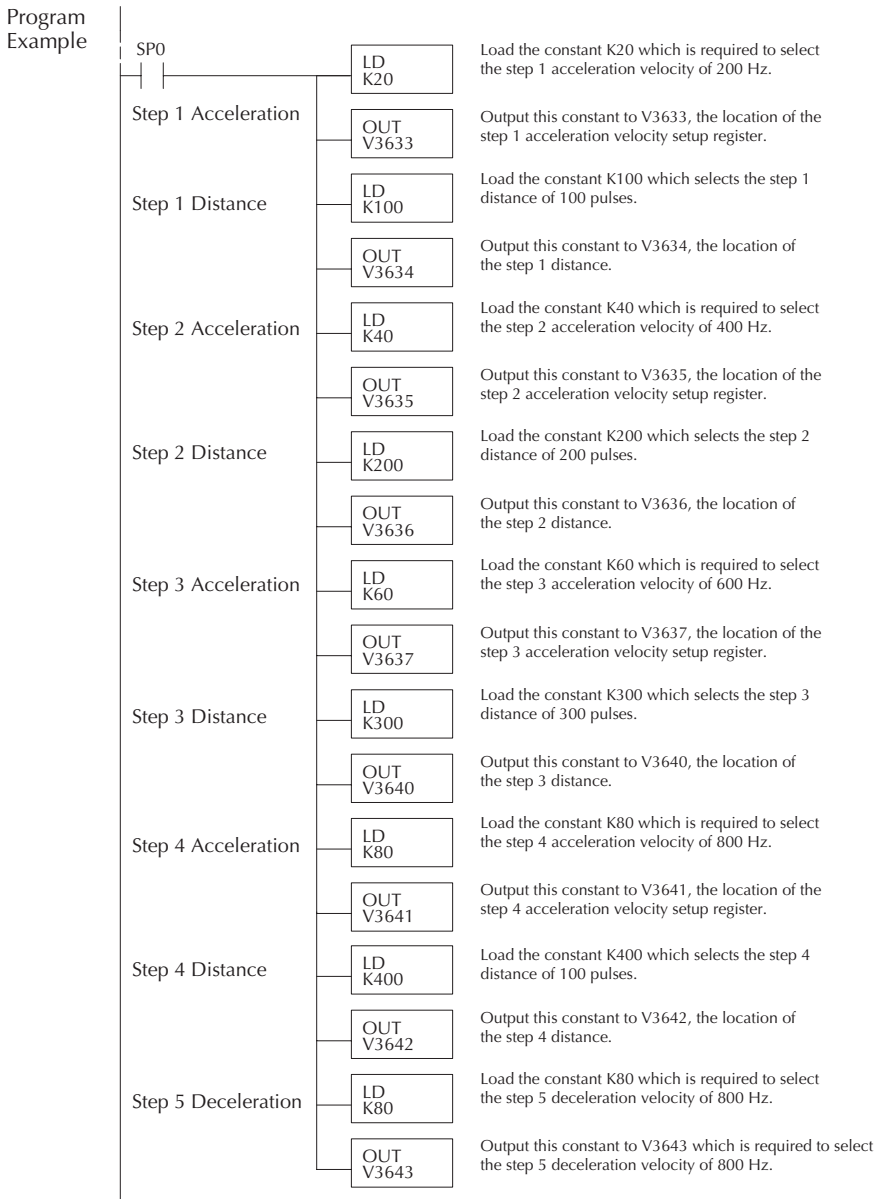 Program
Example
SP0
LD
K20
Load the constant K20 which is required to select
the step 1 acceleration velocity of 200 Hz.
Step 1 Acceleration
OUT
V3633
Output this constant to V3633, the location of the
step 1 acceleration velocity setup register.
Step 1 Distance
LD
K100
Load the constant K100 which selects the step 1
distance of 100 pulses.
OUT
V3634
Output this constant to V3634, the location of
the step 1 distance.
Step 2 Acceleration
LD
K40
Load the constant K40 which is required to select
the step 2 acceleration velocity of 400 Hz.
OUT
V3635
Output this constant to V3635, the location of the
step 2 acceleration velocity setup register.
Step 2 Distance
LD
K200
Load the constant K200 which selects the step 2
distance of 200 pulses.
OUT
V3636
Output this constant to V3636, the location of
the step 2 distance.
Step 3 Acceleration
LD
K60
Load the constant K60 which is required to select
the step 3 acceleration velocity of 600 Hz.
OUT
V3637
Output this constant to V3637, the location of the
step 3 acceleration velocity setup register.
Step 3 Distance
LD
K300
Load the constant K300 which selects the step 3
distance of 300 pulses.
OUT
V3640
Output this constant to V3640, the location of
the step 3 distance.
Step 4 Acceleration
LD
K80
Load the constant K80 which is required to select
the step 4 acceleration velocity of 800 Hz.
OUT
V3641
Output this constant to V3641, the location of the
step 4 acceleration velocity setup register.
Step 4 Distance
LD
K400
Load the constant K400 which selects the step 4
distance of 100 pulses.
OUT
V3642
Output this constant to V3642, the location of
the step 4 distance.
Step 5 Deceleration
LD
K80
Load the constant K80 which is required to select
the step 5 deceleration velocity of 800 Hz.
OUT
V3643
Output this constant to V3643 which is required to select
the step 5 deceleration velocity of 800 Hz.